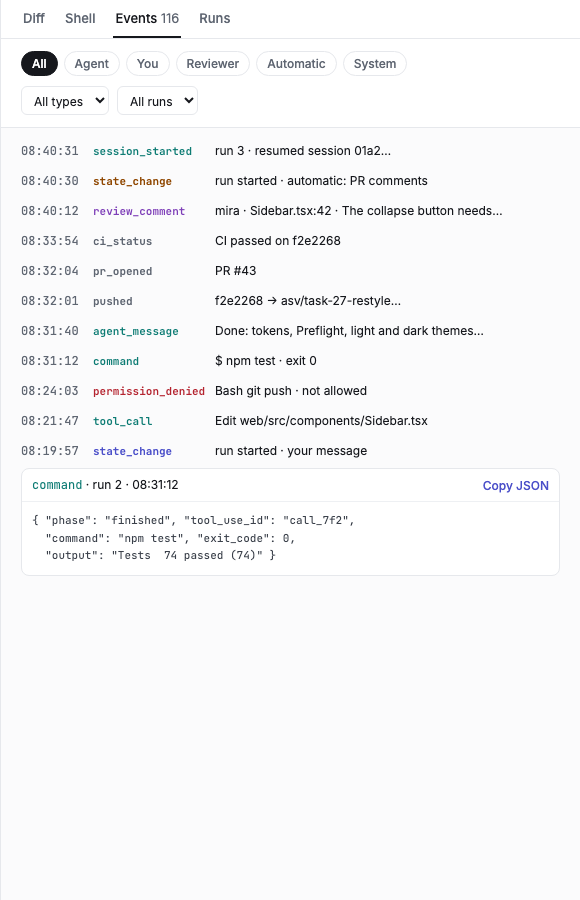 Diff Shell Events 116 Runs
All Agent You Reviewer Automatic System
All types All runs
08:40:31 session_started run 3 · resumed session 01a2...
08:40:30 state_change run started · automatic: PR comments
08:40:12 review_comment mira · Sidebar.tsx:42 · The collapse button needs...
08:33:54 ci_status CI passed on f2e2268
08:32:04 pr_opened PR #43
08:32:01 pushed f2e2268 → asv/task-27-restyle...
08:31:40 agent_message Done: tokens, Preflight, light and dark themes...
08:31:12 command $ npm test · exit 0
08:24:03 permission_denied Bash git push · not allowed
08:21:47 tool_call Edit web/src/components/Sidebar.tsx
08:19:57 state_change run started · your message
command · run 2 · 08:31:12 Copy JSON
{ "phase": "finished", "tool_use_id": "call_7f2",
"command": "npm test", "exit_code": 0,
"output": "Tests  74 passed (74)" }